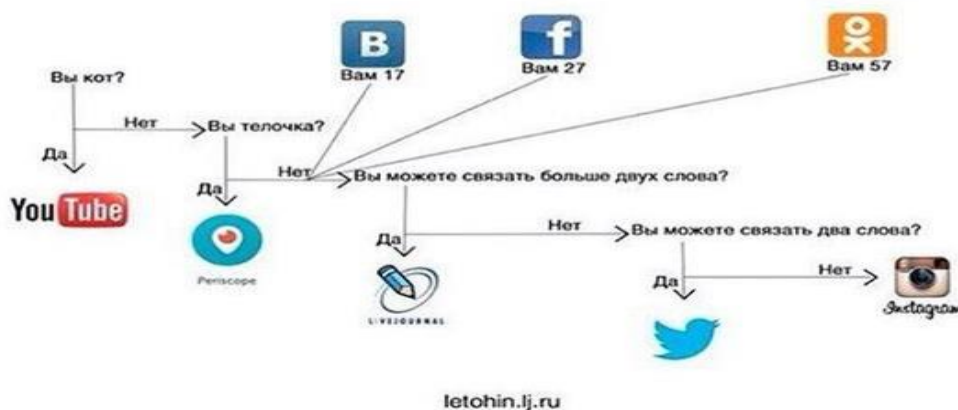 B
f
Вам 17
Вам 27
Вам 57
Вы кот?
Нет
Вы телочка?
Да
Нет
Вы можете связать больше двух слова?
Да
You Tube
Periscope
Нет
Вы можете связать два слова?
Да
LIVEJOURNAL
Да
Нет
Instagram
letohin.lj.ru